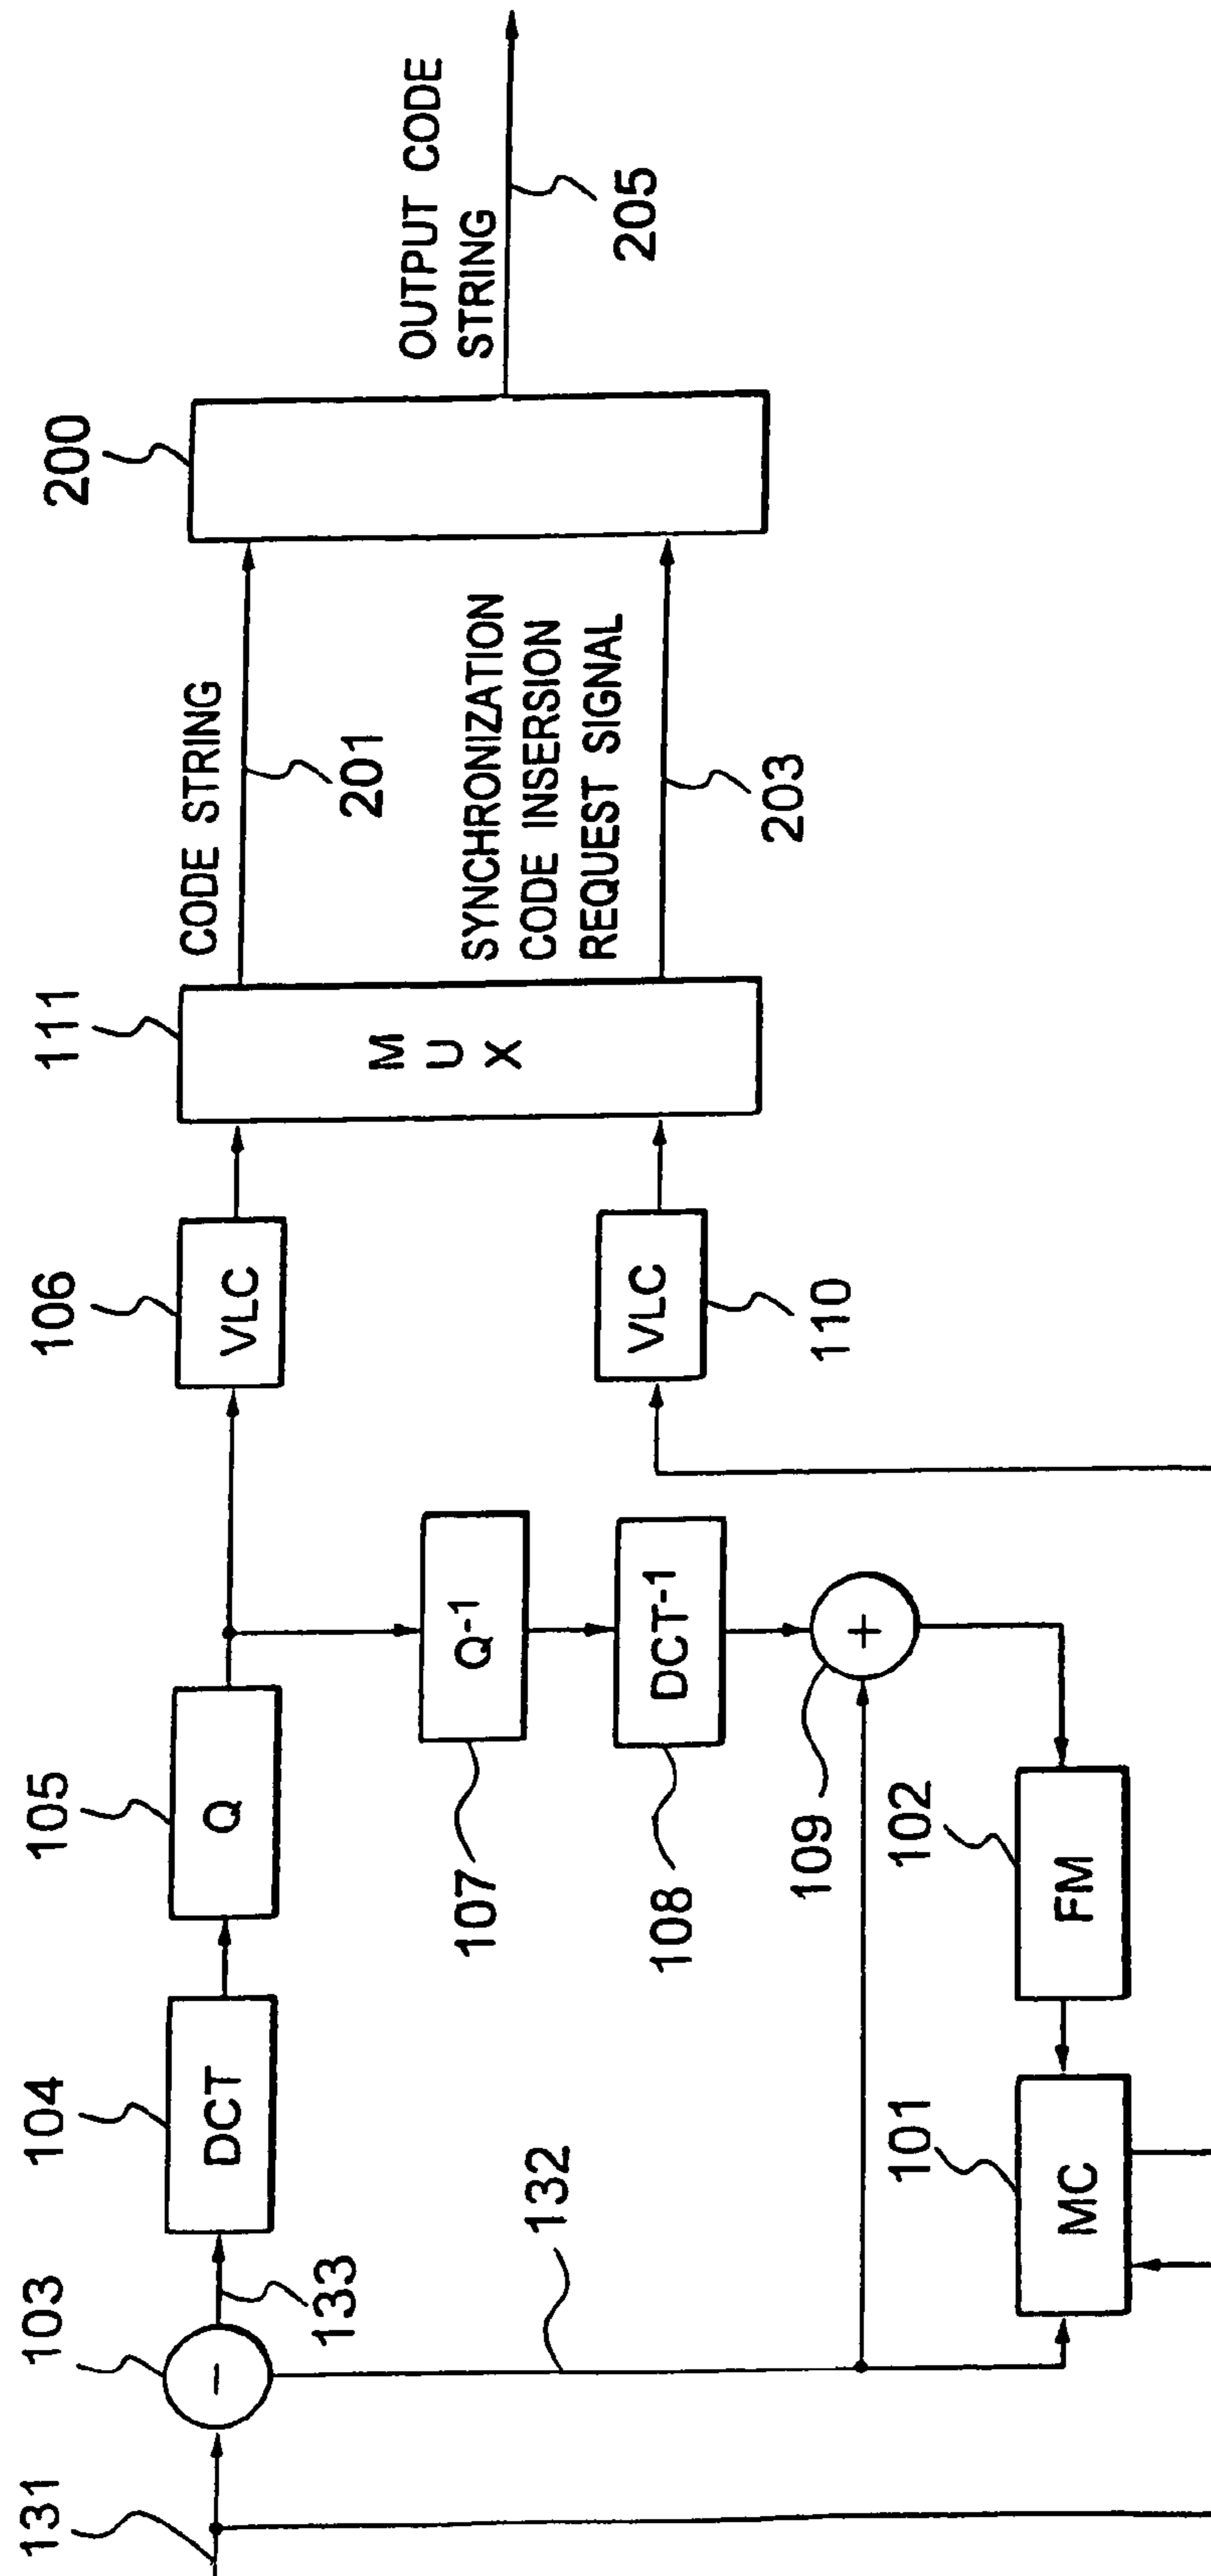 131
103
-
133
104
DCT
105
Q
106
VLC
111
M
U
X
CODE STRING
201
SYNCHRONIZATION
CODE INSERSION
REQUEST SIGNAL
203
200
OUTPUT CODE
STRING
205
107
Q-1
108
DCT-1
109
+
110
VLC
132
101
MC
102
FM